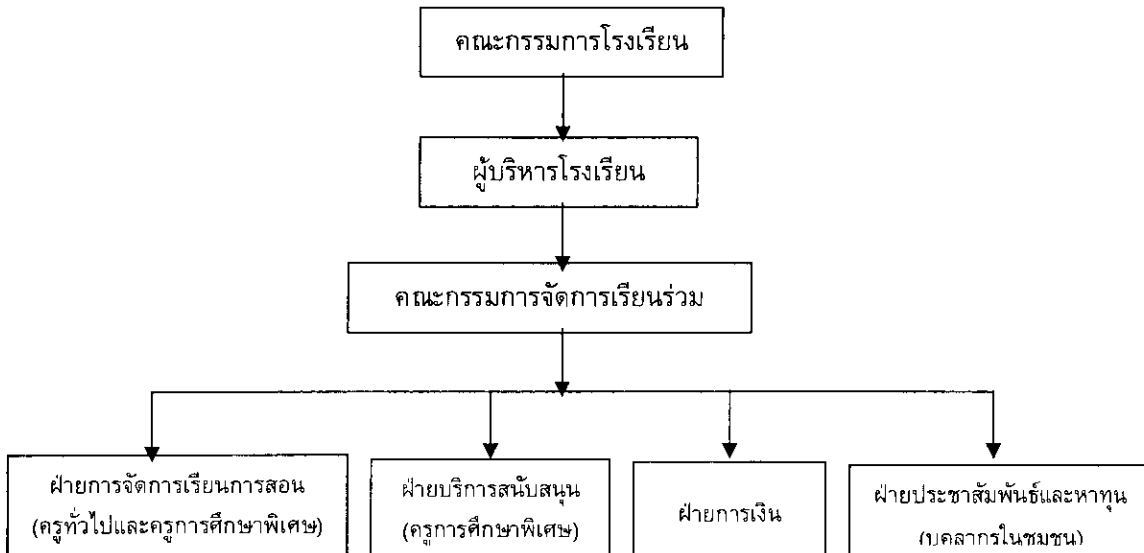 คณะกรรมการโรงเรียน
ผู้บริหารโรงเรียน
คณะกรรมการจัดการเรียนร่วม
ฝ่ายการจัดการเรียนการสอน
(ครูทั่วไปและครูการศึกษาพิเศษ)
ฝ่ายบริการสนับสนุน
(ครูการศึกษาพิเศษ)
ฝ่ายการเงิน
ฝ่ายประชาสัมพันธ์และหาทุน
(บุคลากรในชุมชน)